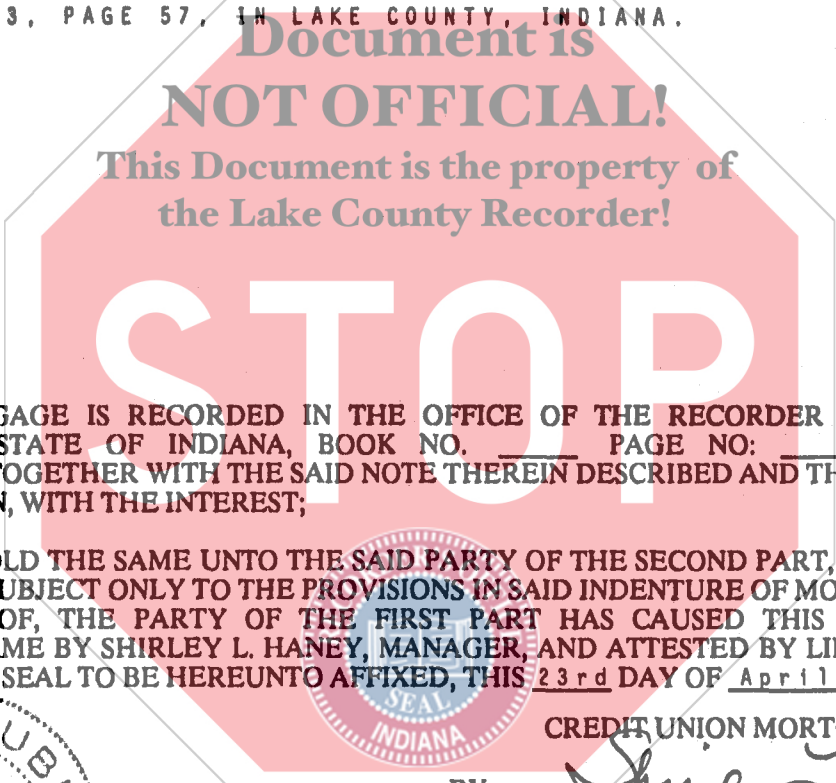 3, PAGE 57, IN LAKE COUNTY, INDIANA.
Document is
NOT OFFICIAL!
This Document is the property of
the Lake County Recorder!
STOP
GAGE IS RECORDED IN THE OFFICE OF THE RECORDER
STATE OF INDIANA, BOOK NO. ____ PAGE NO: ____
OGETHER WITH THE SAID NOTE THEREIN DESCRIBED AND TH
N, WITH THE INTEREST;
LD THE SAME UNTO THE SAID PARTY OF THE SECOND PART,
UBJECT ONLY TO THE PROVISIONS IN SAID INDENTURE OF MO
OF, THE PARTY OF THE FIRST PART HAS CAUSED THIS
ME BY SHIRLEY L. HANEY, MANAGER, AND ATTESTED BY LI
SEAL TO BE HEREUNTO AFFIXED, THIS 23rd DAY OF April
SEAL
INDIANA
UB
CREDIT UNION MORT